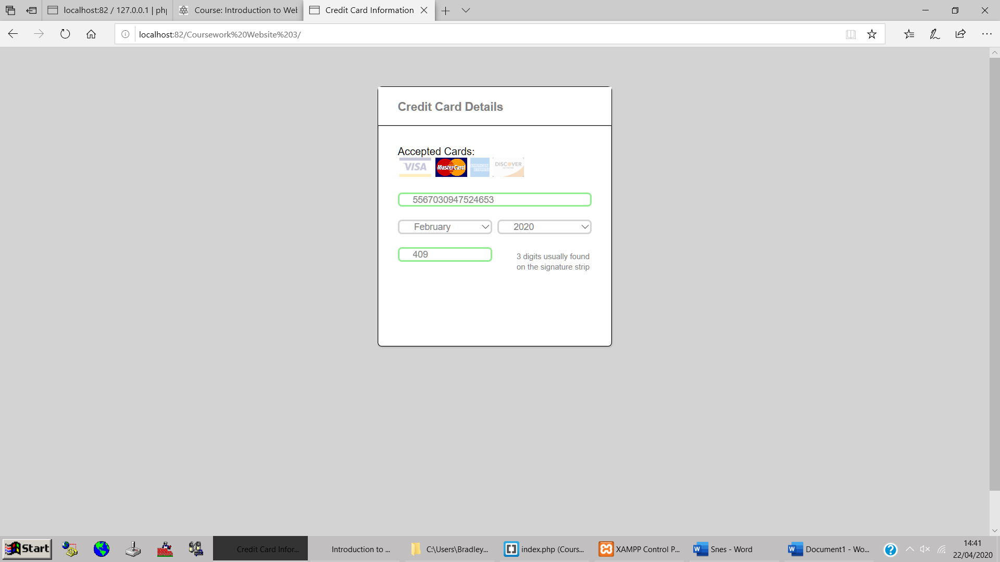 localhost:82 / 127.0.0.1 | ph
Course: Introduction to Wel
Credit Card Information
localhost:82/Coursework%20Website%203/
Credit Card Details
Accepted Cards:
VISA
MasterCard
AMERICAN EXPRESS
DISCOVER
NETWORK
5567030947524653
February
2020
409
3 digits usually found
on the signature strip
Start
Credit Card Infor...
Introduction to ...
C:\Users\Bradley...
index.php (Cours...
XAMPP Control P...
Snes - Word
Document1 - Wo...
14:41
22/04/2020